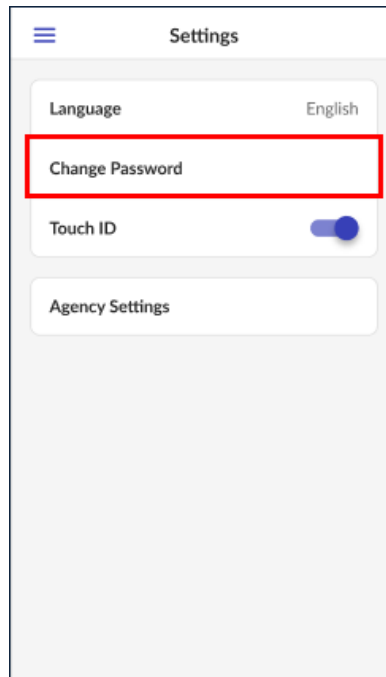 Settings
Language English
Change Password
Touch ID
Agency Settings